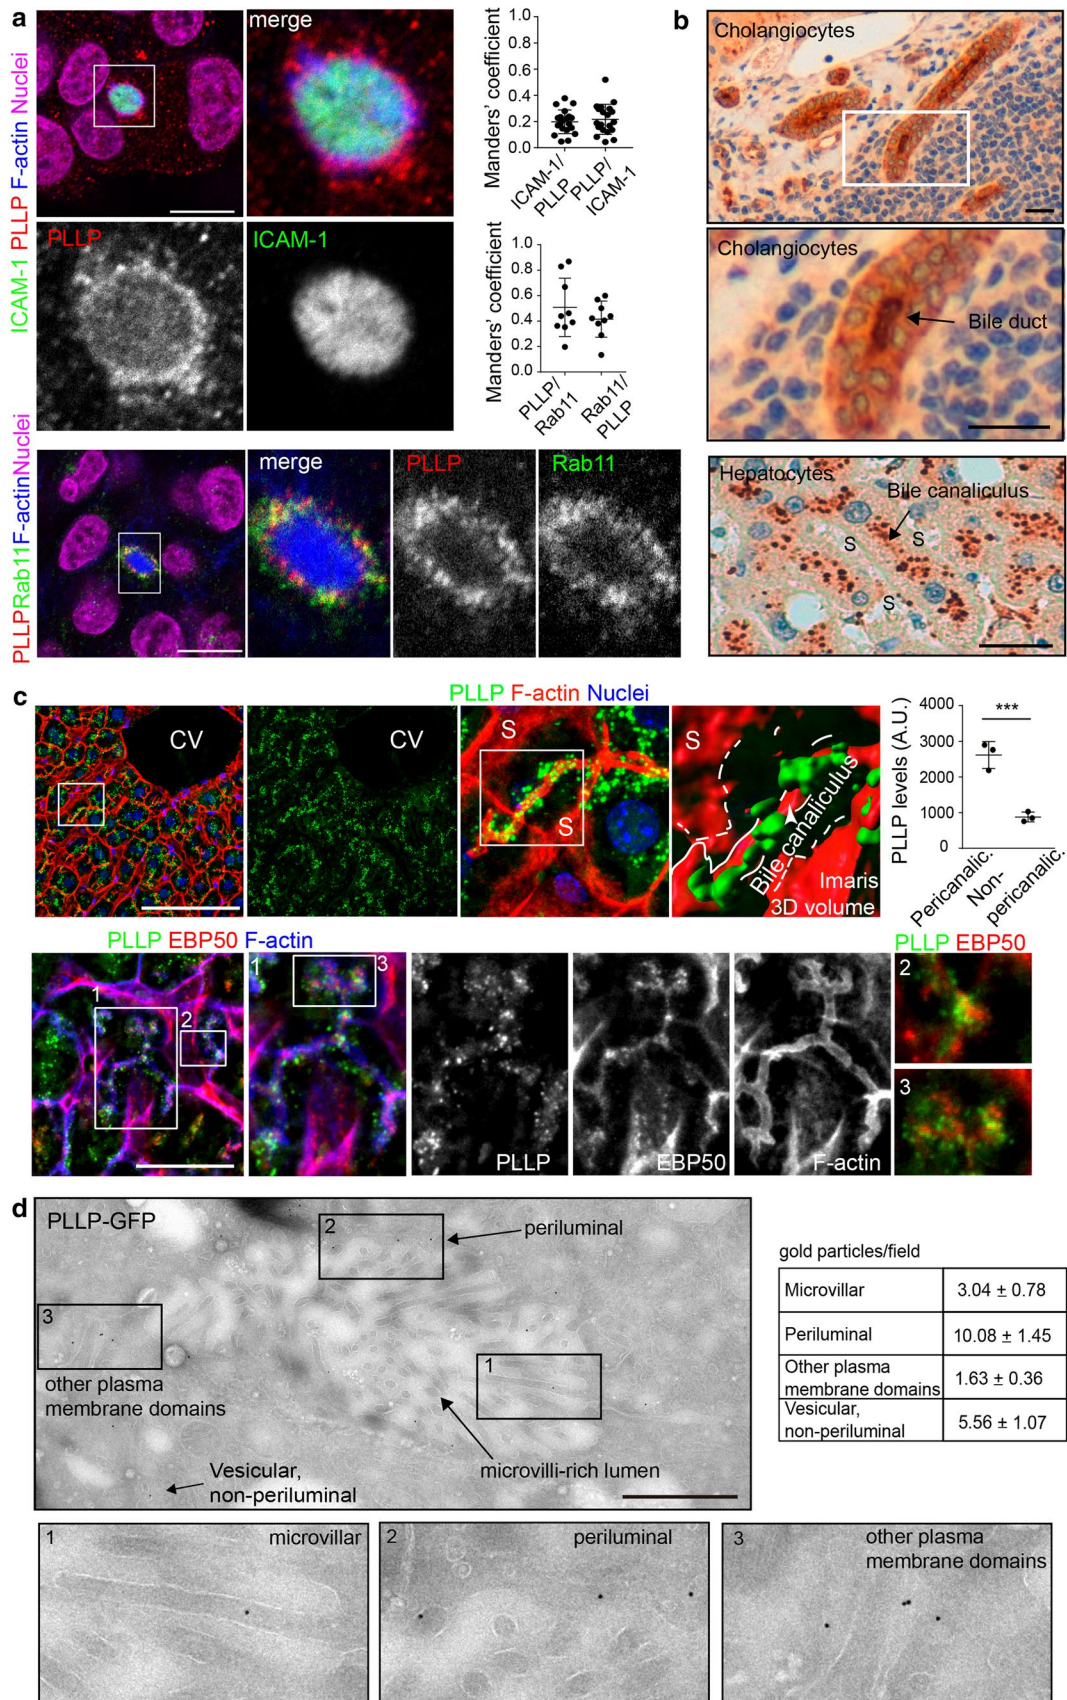 a
ICAM-1 PLLP F-actin Nuclei
merge
PLLP
ICAM-1
Manders' coefficient
1.0
0.8
0.6
0.4
0.2
0.0
ICAM-1/
PLLP
PLLP/
ICAM-1
Manders' coefficient
1.0
0.8
0.6
0.4
0.2
0.0
PLLP/
Rab11
Rab11/
PLLP
PLLPRab11F-actinNuclei
merge
PLLP
Rab11
b
Cholangiocytes
Cholangiocytes
Bile duct
Hepatocytes
Bile canaliculus
S
S
S
c
PLLP F-actin Nuclei
CV
CV
S
S
S
Bile canaliculus
Imaris
3D volume
PLLP levels (A.U.)
4000
3000
2000
1000
0
***
Pericanalic.
Non-
pericanalic.
PLLP EBP50 F-actin
1
2
1
3
PLLP
EBP50
F-actin
PLLP EBP50
2
3
d
PLLP-GFP
2
periluminal
3
other plasma
membrane domains
1
microvilli-rich lumen
Vesicular,
non-periluminal
gold particles/field
Microvillar 3.04 ± 0.78
Periluminal 10.08 ± 1.45
Other plasma
membrane domains 1.63 ± 0.36
Vesicular,
non-periluminal 5.56 ± 1.07
1
microvillar
2
periluminal
3
other plasma
membrane domains